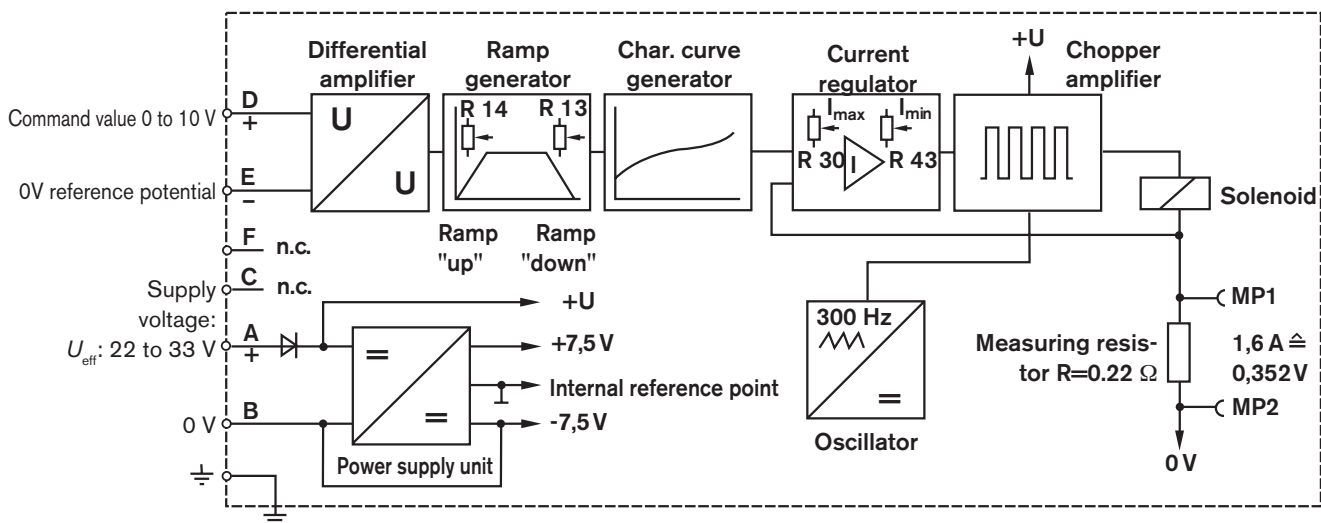 Differential
amplifier
Ramp
generator
Char. curve
generator
Current
regulator
+U
Chopper
amplifier
Command value 0 to 10 V
D
+
U
U
R 14
R 13
I max
I min
R 30
I
R 43
0V reference potential
E
–
Solenoid
F
n.c.
Ramp
"up"
Ramp
"down"
C
n.c.
Supply
voltage:
U eff: 22 to 33 V
A
+
+U
=
=
+7,5 V
Internal reference point
-7,5 V
0 V
B
Power supply unit
300 Hz
=
Oscillator
MP1
Measuring resis-
tor R=0.22 Ω
1,6 A ≙
0,352 V
MP2
0 V